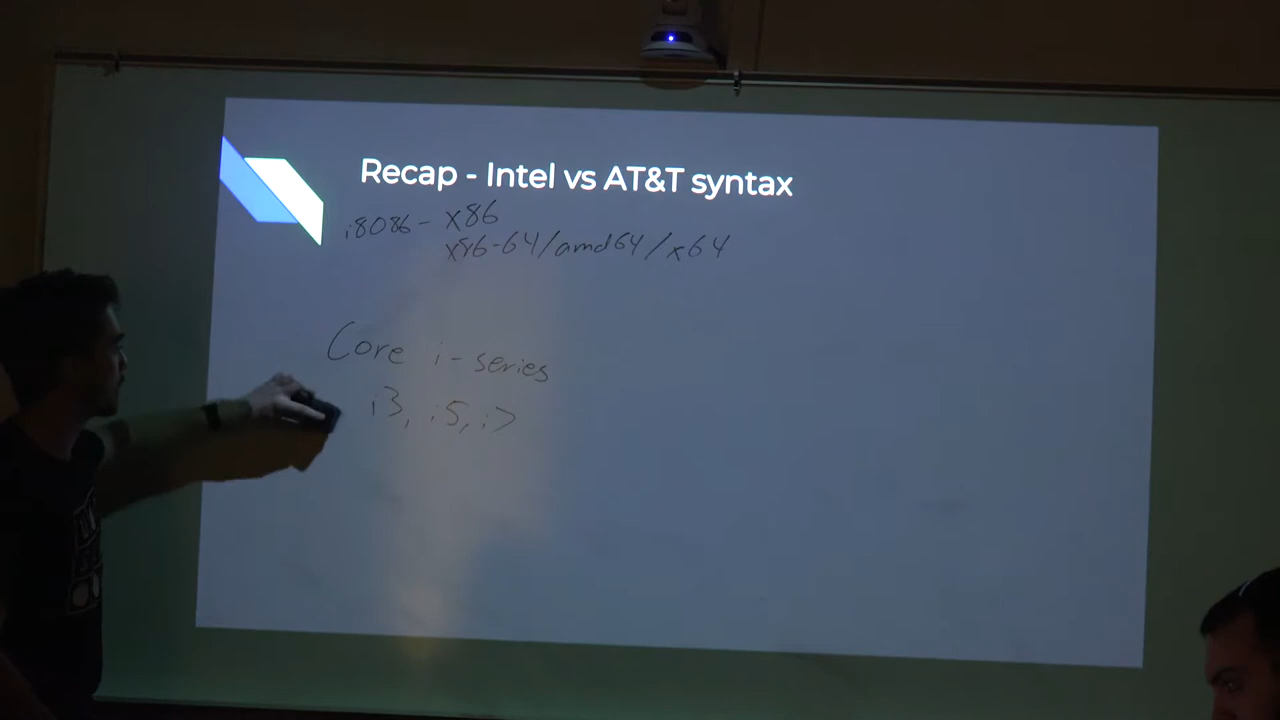 Recap - Intel vs AT&T syntax
i8086 - x86
x86-64/amd64/x64
Core i-series
i3, i5, i7